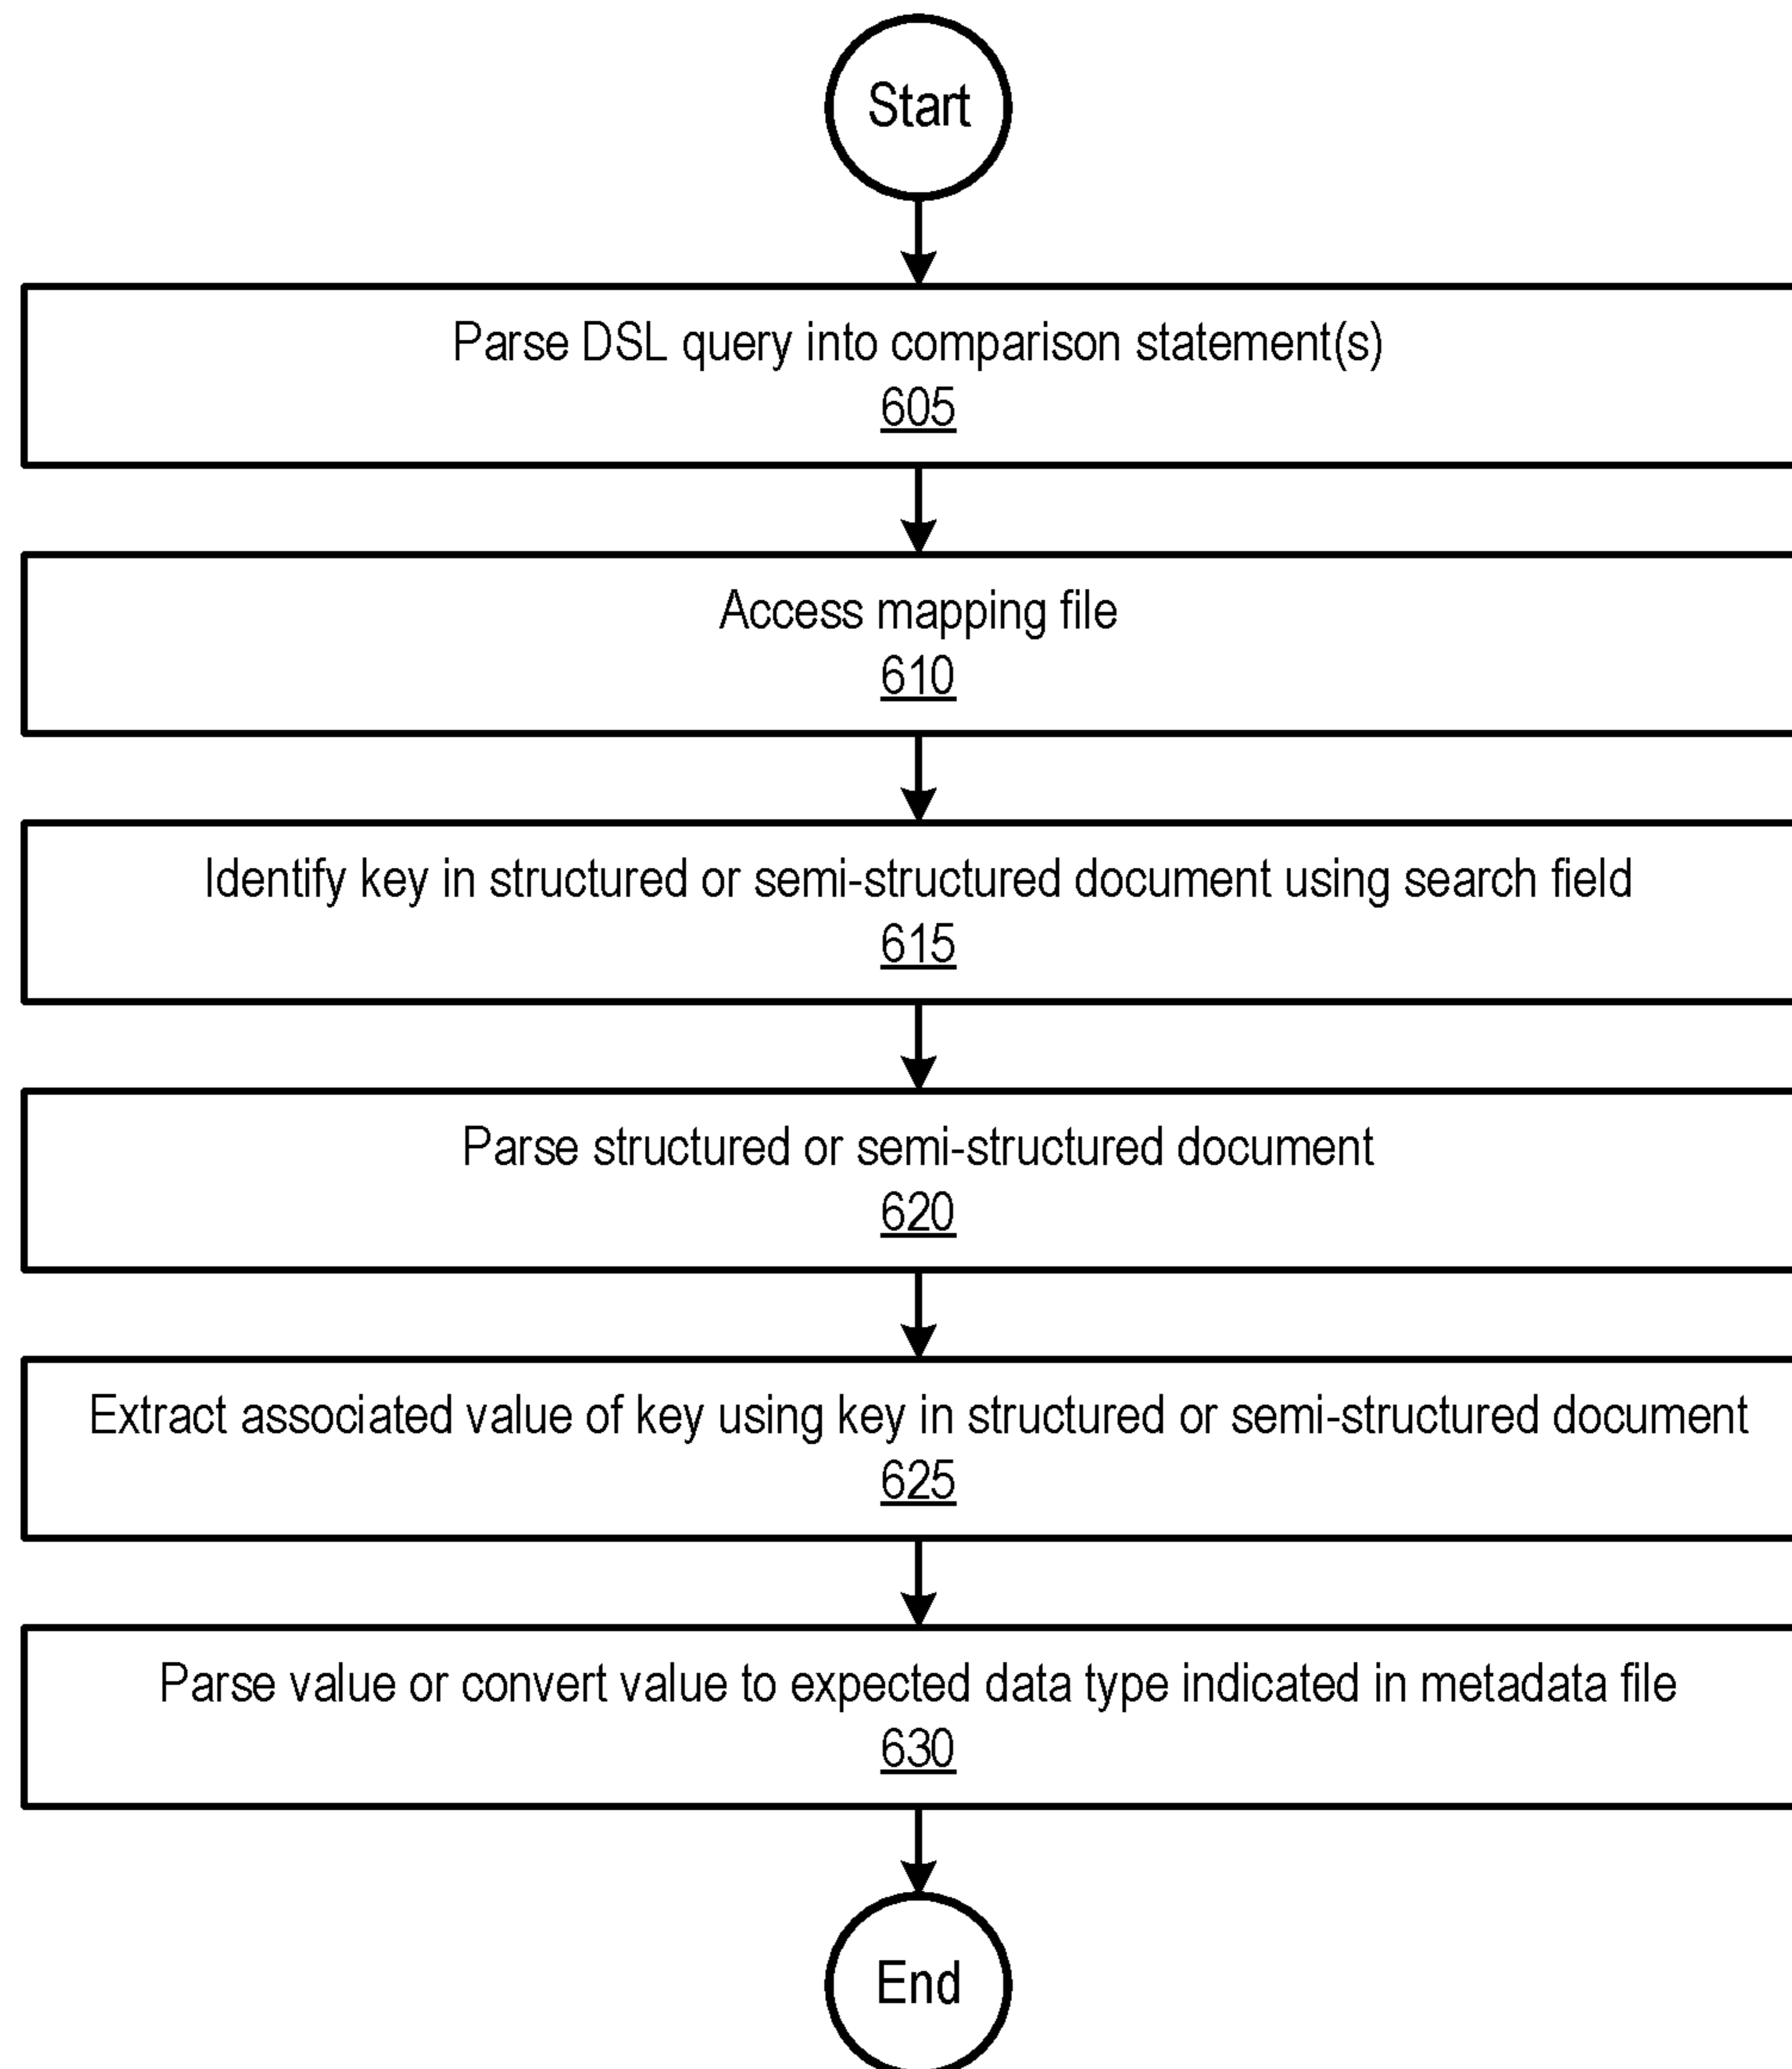 Start
Parse DSL query into comparison statement(s)
605
Access mapping file
610
Identify key in structured or semi-structured document using search field
615
Parse structured or semi-structured document
620
Extract associated value of key using key in structured or semi-structured document
625
Parse value or convert value to expected data type indicated in metadata file
630
End